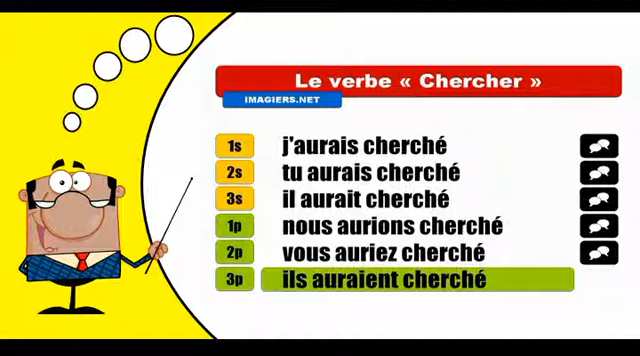 Le verbe « Chercher »
IMAGIERS.NET
1s j'aurais cherché
2s tu aurais cherché
3s il aurait cherché
1p nous aurions cherché
2p vous auriez cherché
3p ils auraient cherché